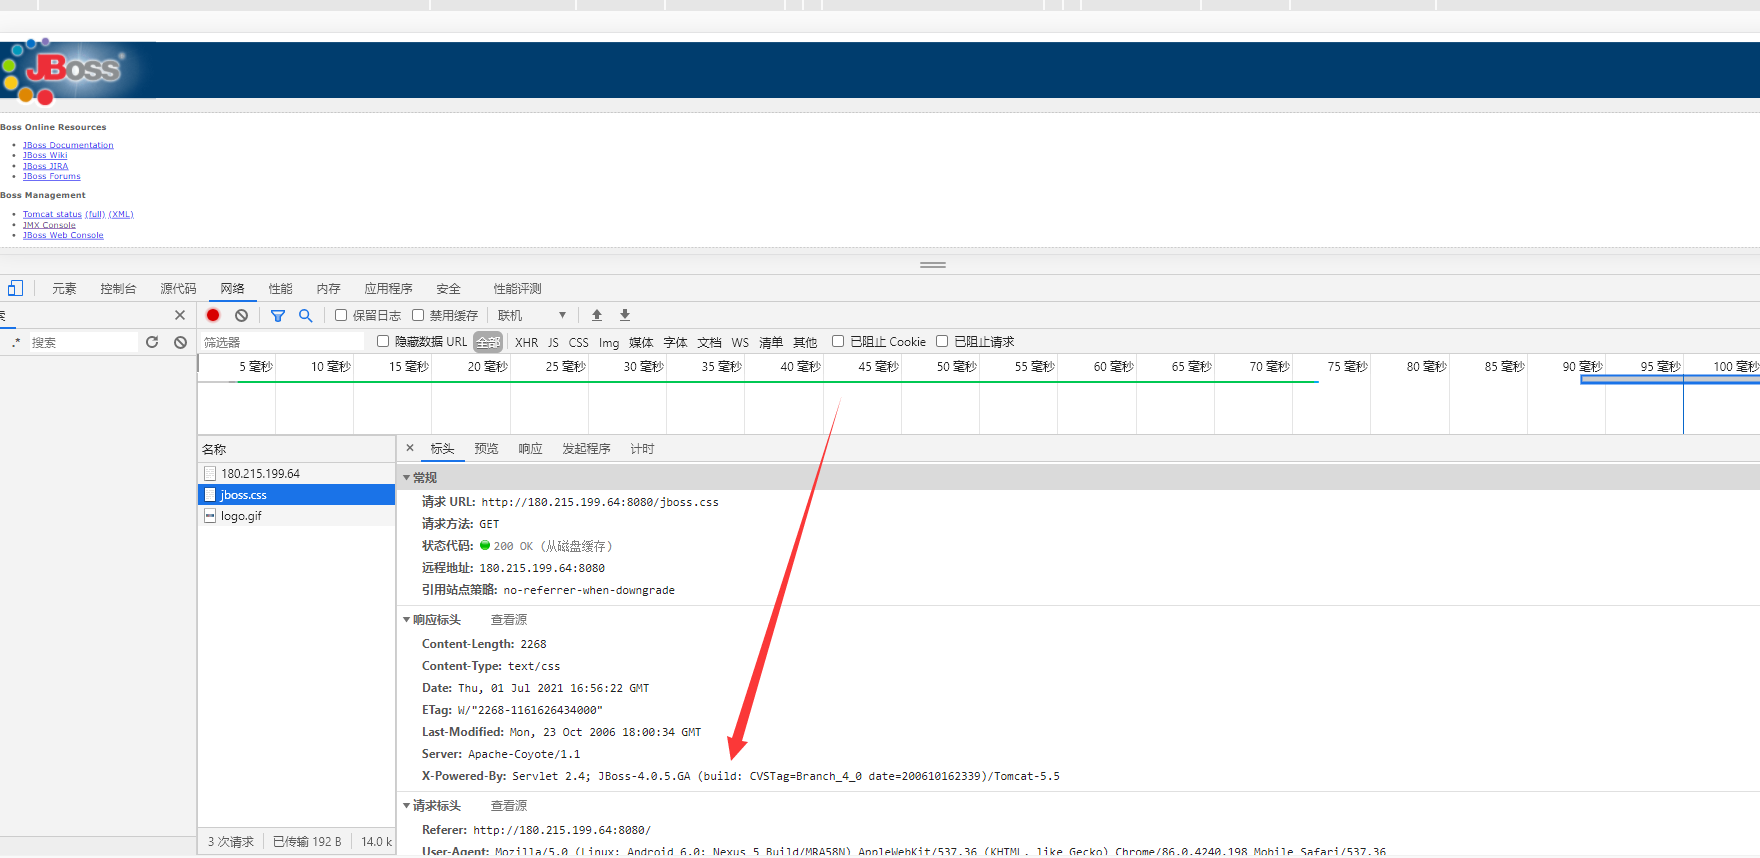 JBoss®
Boss Online Resources
JBoss Documentation
JBoss Wiki
JBoss JIRA
JBoss Forums
Boss Management
Tomcat status (full) (XML)
JMX Console
JBoss Web Console
元素 控制台 源代码 网络 性能 内存 应用程序 安全 性能评测
保留日志 禁用缓存 联机
.* 搜索 筛选器 隐藏数据 URL 全部 XHR JS CSS Img 媒体 字体 文档 WS 清单 其他 已阻止 Cookie 已阻止请求
5 毫秒 10 毫秒 15 毫秒 20 毫秒 25 毫秒 30 毫秒 35 毫秒 40 毫秒 45 毫秒 50 毫秒 55 毫秒 60 毫秒 65 毫秒 70 毫秒 75 毫秒 80 毫秒 85 毫秒 90 毫秒 95 毫秒 100 毫秒
名称
180.215.199.64
jboss.css
logo.gif
标头 预览 响应 发起程序 计时
常规
请求 URL: http://180.215.199.64:8080/jboss.css
请求方法: GET
状态代码: 200 OK (从磁盘缓存)
远程地址: 180.215.199.64:8080
引用站点策略: no-referrer-when-downgrade
响应标头 查看源
Content-Length: 2268
Content-Type: text/css
Date: Thu, 01 Jul 2021 16:56:22 GMT
ETag: W/"2268-1161626434000"
Last-Modified: Mon, 23 Oct 2006 18:00:34 GMT
Server: Apache-Coyote/1.1
X-Powered-By: Servlet 2.4; JBoss-4.0.5.GA (build: CVSTag=Branch_4_0 date=200610162339)/Tomcat-5.5
请求标头 查看源
Referer: http://180.215.199.64:8080/
User-Agent: Mozilla/5.0 (Linux; Android 6.0; Nexus 5 Build/MRA58N) AppleWebKit/537.36 (KHTML, like Gecko) Chrome/86.0.4240.198 Mobile Safari/537.36
3 次请求 已传输 192 B 14.0 k